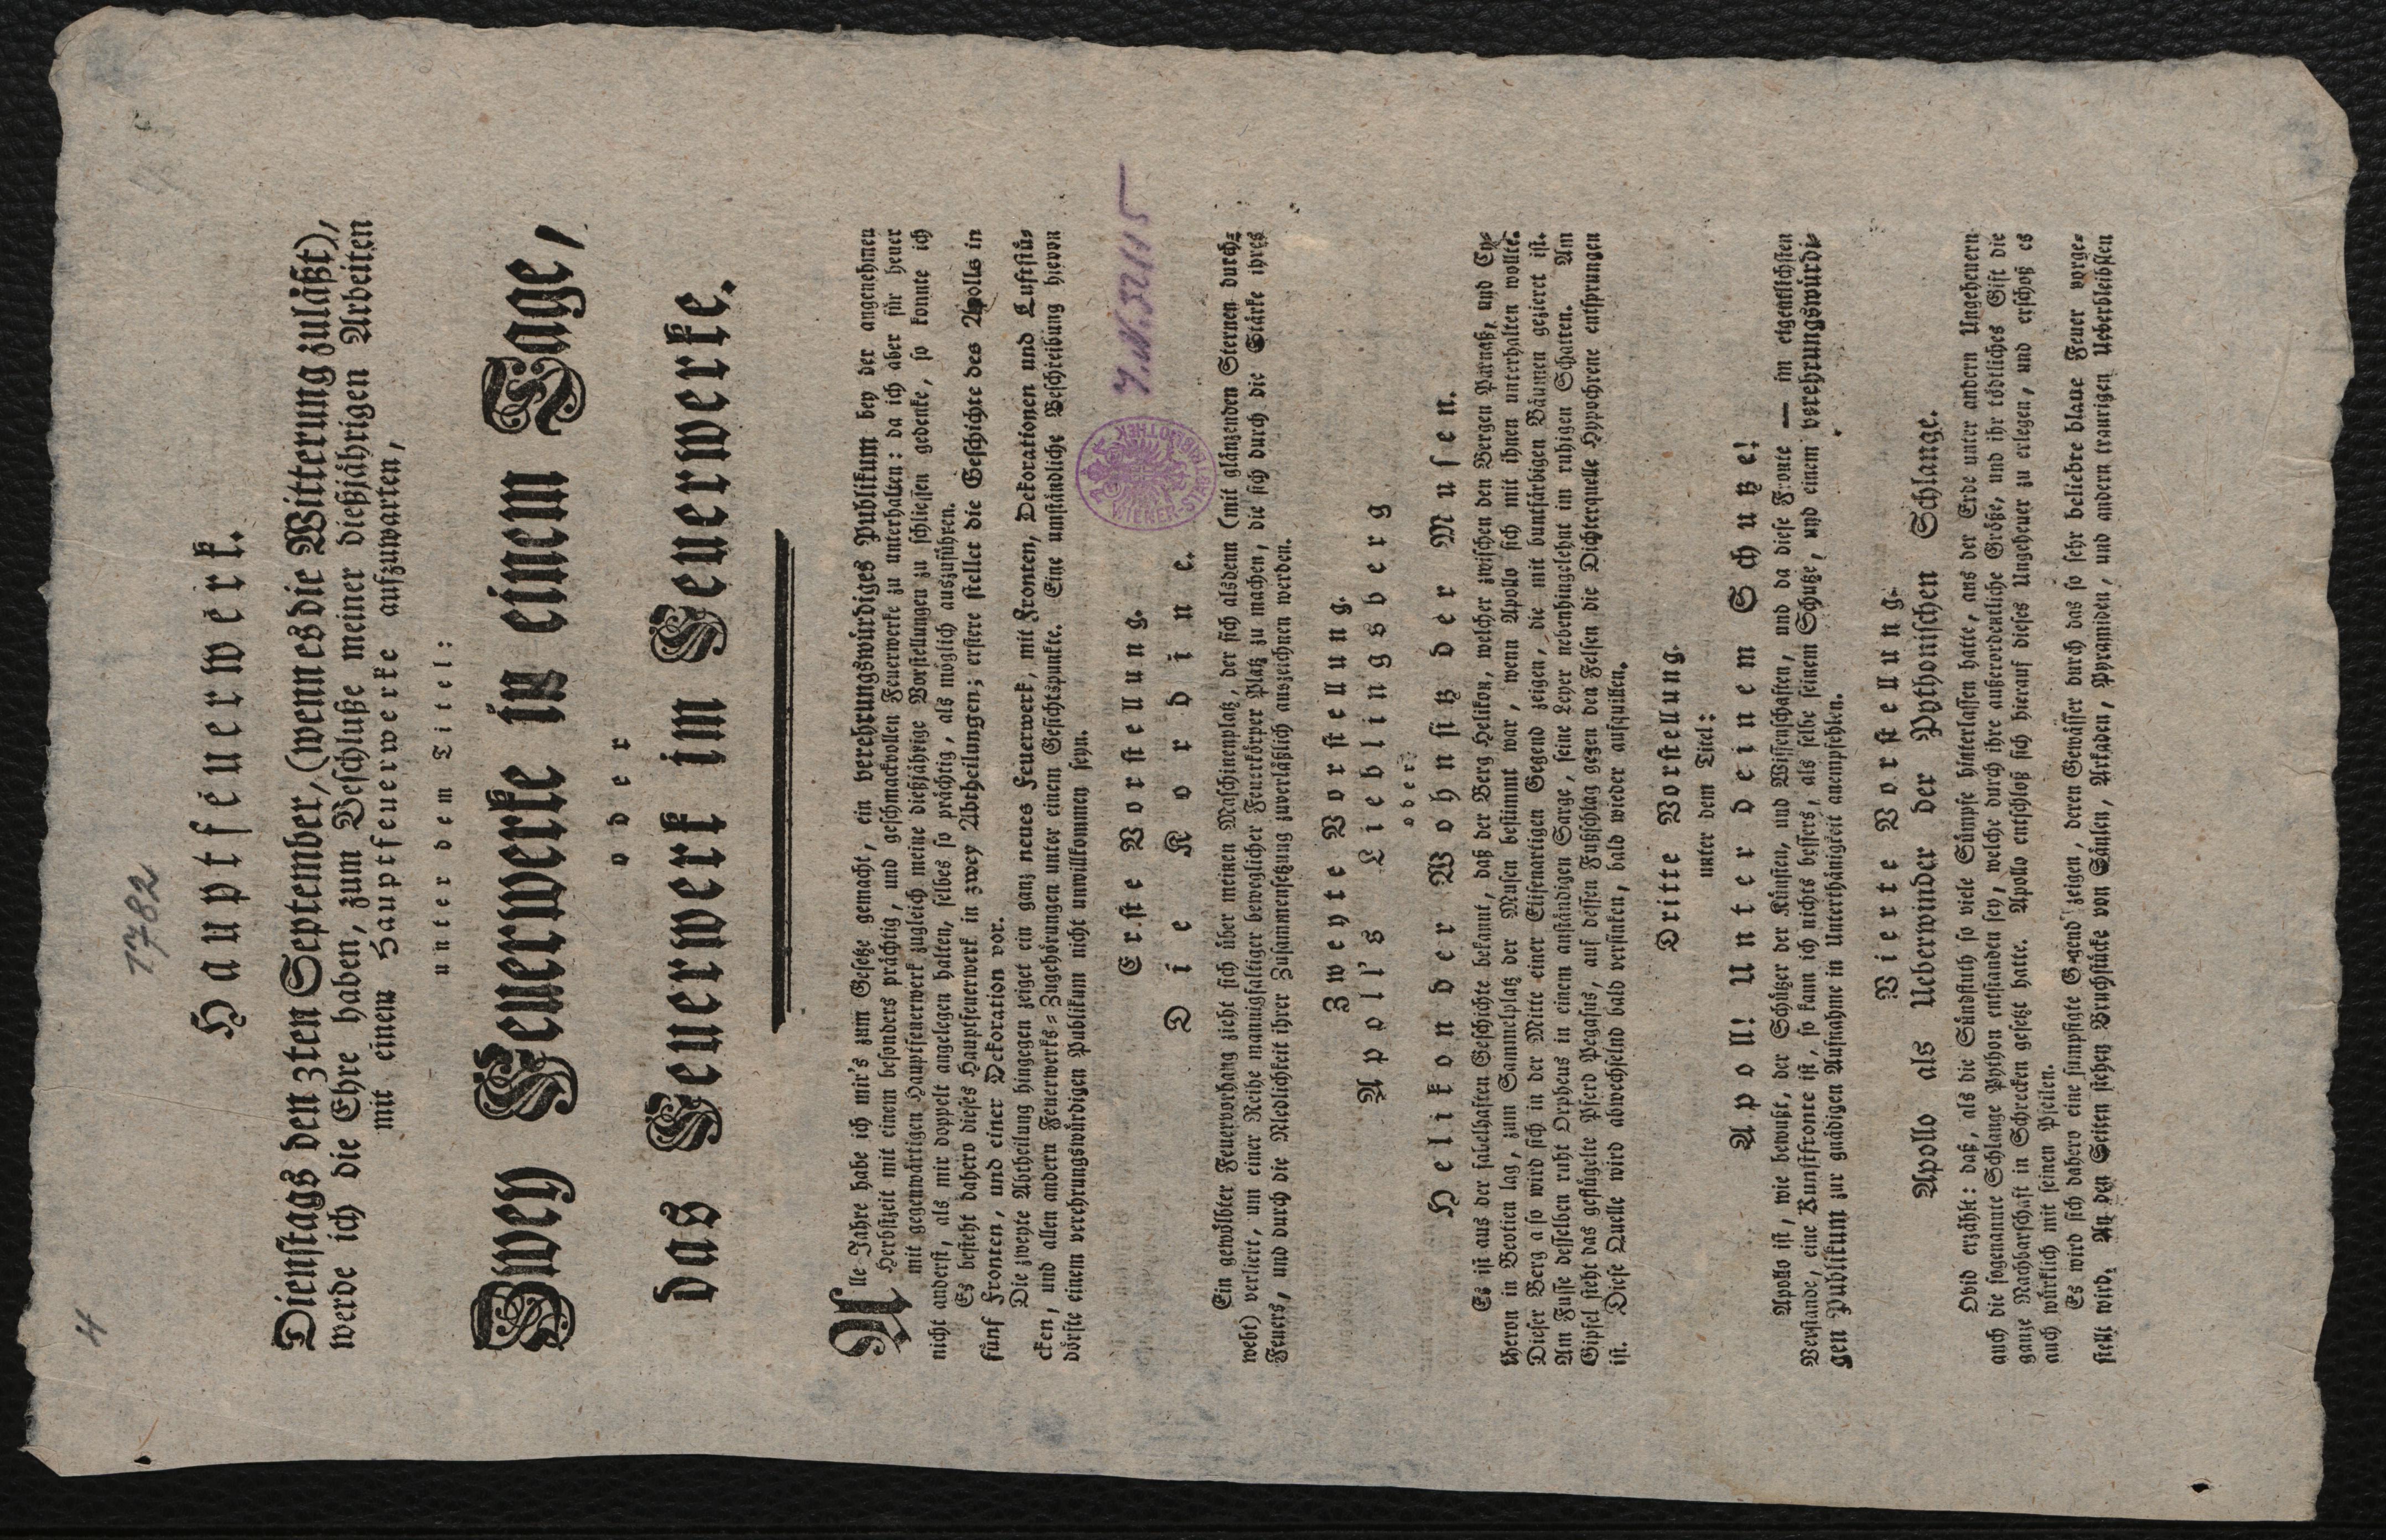 4
1782
Hauptfeuerwerk.
Dienstags den 3ten September, (wenn es die Witterung zuläßt),
werde ich die Ehre haben, zum Beschluße meiner dießjährigen Arbeiten
mit einem Hauptfeuerwerke aufzuwarten,
unter dem Titel:
Zwey Feuerwerke in einem Tage,
oder
das Feuerwerk im Feuerwerke.
Alle Jahre habe ich mir's zum Gesetze gemacht, ein verehrungswürdiges Publikum bey der angenehmen
Herbstzeit mit einem besonders prächtig, und geschmackvollen Feuerwerke zu unterhalten: da ich aber für heuer
mit gegenwärtigen Hauptfeuerwerk zugleich meine dießjährige Vorstellungen zu schliessen gedenke, so konnte ich
nicht anderst, als mir doppelt angelegen halten, selbes so prächtig, als möglich auszuführen.
Es besteht dahero dieses Hauptfeuerwerk in zwey Abtheilungen; erstere stellet die Geschichte des Apolls in
fünf Fronten, und einer Dekoration vor.
Die zweyte Abtheilung hingegen zeiget ein ganz neues Feuerwerk, mit Fronten, Dekorationen und Luftstü-
cken, und allen andern Feuerwerks-Zugehörungen unter einem Gesichtspunkte. Eine umständliche Beschreibung hievon
dörfte einem verehrungswürdigen Publikum nicht unwillkommen seyn.
Erste Vorstellung.
J.N. 32115
WIENER-STADTBIBLIOTHEK
Die Kordine.
Ein gewölbter Feuervorhang zieht sich über meinen Maschinenplatz, der sich alsdenn (mit glänzenden Sternen durch-
webt) verliert, um einer Reihe mannigfaltiger beweglicher Feuerkörper Platz zu machen, die sich durch die Stärke ihres
Feuers, und durch die Redlichkeit ihrer Zusammensetzung zuverläßlich auszeichnen werden.
Zweyte Vorstellung.
Apoll's Lieblingsberg
oder
Helikon der Wohnsitz der Musen.
Es ist aus der fabelhaften Geschichte bekannt, daß der Berg Helikon, welcher zwischen den Bergen Parnaß, und Cy-
theron in Beotien lag, zum Sammelplatz der Musen bestimmt war, wenn Apollo sich mit ihnen unterhalten wollte.
Dieser Berg also wird sich in der Mitte einer Elisenartigen Gegend zeigen, die mit buntfärbigen Bäumen gezieret ist.
Am Fusse desselben ruht Orpheus in einem anständigen Sarge, seine Leyer nebenhingelehnt im ruhigen Schatten. Am
Gipfel steht das geflügelte Pferd Pegasus, auf dessen Fußschlag gegen den Felsen die Dichterquelle Hypochrene entsprungen
ist. Diese Quelle wird abwechselnd bald versinken, bald wieder aufquillen.
Dritte Vorstellung.
unter dem Titel:
Apoll! Unter deinem Schutze!
Apollo ist, wie bewußt, der Schützer der Künsten, und Wissenschaften, und da diese Fronte — im eigentlichsten
Verstande, eine Kunstfronte ist, so kann ich nichts bessers, als selbe seinem Schutze, und einem verehrungswürdi-
gen Publikum zur gnädigen Aufnahme in Unterthänigkeit anempfehlen.
Vierte Vorstellung.
Apollo als Ueberwinder der Pythonischen Schlange.
Ovid erzählt: daß, als die Sündfluth so viele Sümpfe hinterlassen hatte, aus der Erde unter andern Ungeheuern
auch die sogenannte Schlange Python entstanden sey, welche durch ihre außerordentliche Größe, und ihr tödtliches Gift die
ganze Nachbarschaft in Schrecken gesetzt hatte. Apollo entschloß sich hierauf dieses Ungeheuer zu erlegen, und erschoß es
auch würklich mit seinen Pfeilen.
Es wird sich dahero eine sumpfigte Gegend zeigen, deren Gewässer durch das so sehr beliebte blaue Feuer vorge-
stellt wird. An den Seiten stehen Bruchstücke von Säulen, Arkaden, Pyramiden, und andern traurigen Ueberbleibseln